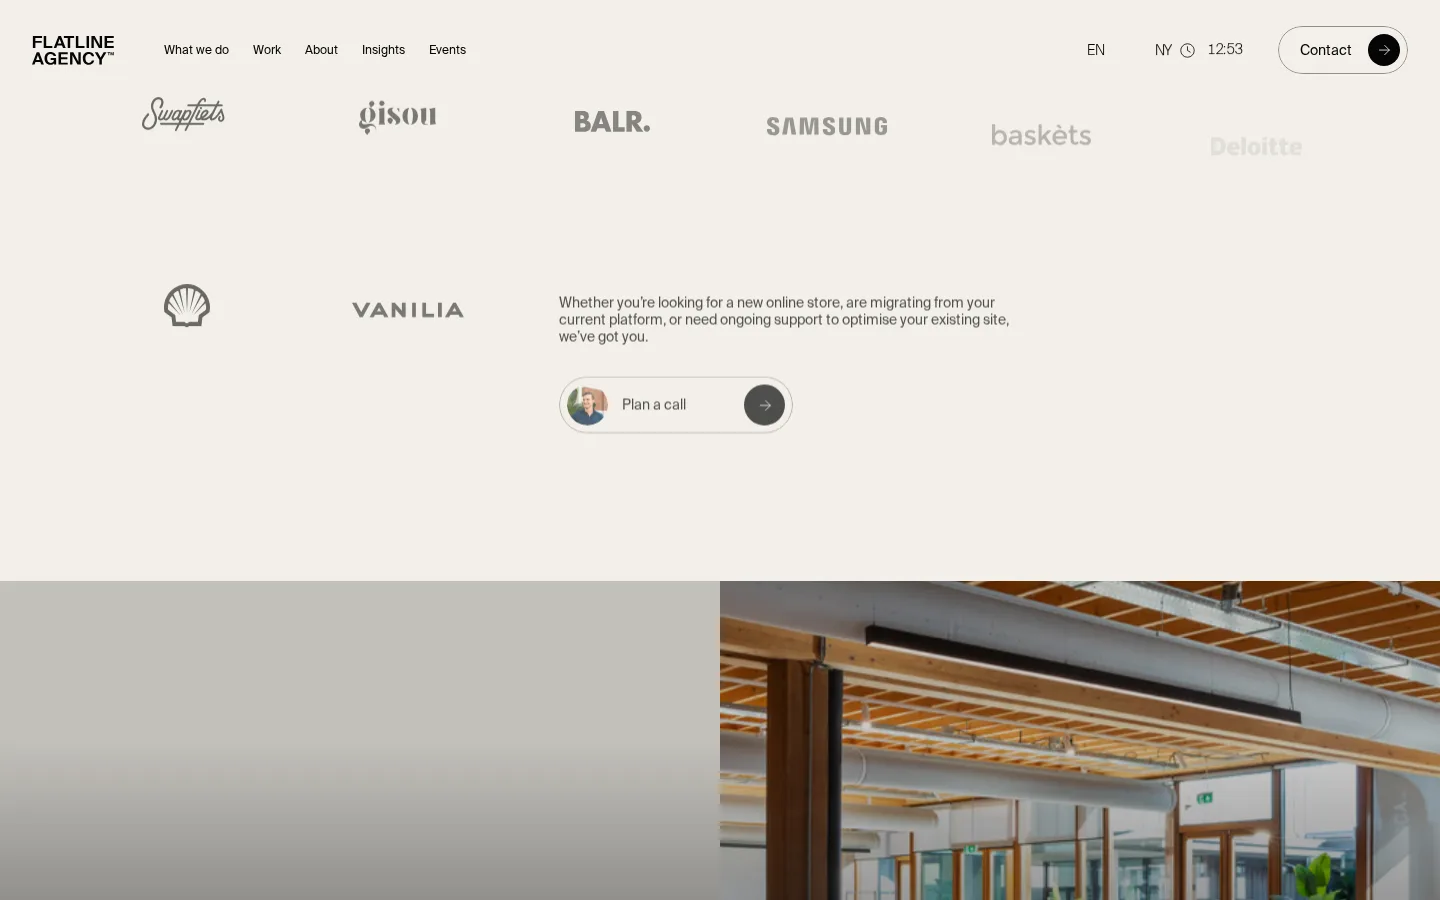 FLATLINE
AGENCY™
What we do
Work
About
Insights
Events
EN
NY
12:53
Contact
Swapfiets
gisou
BALR.
SAMSUNG
baskèts
Deloitte
VANILIA
Whether you're looking for a new online store, are migrating from your
current platform, or need ongoing support to optimise your existing site,
we've got you.
Plan a call